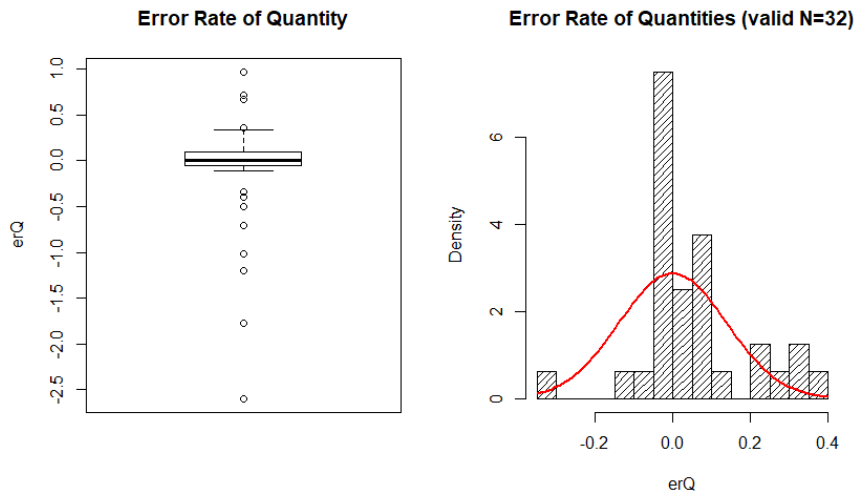 Error Rate of Quantity
1.0
0.5
0.0
-0.5
-1.0
-1.5
-2.0
-2.5
erQ
Error Rate of Quantities (valid N=32)
6
4
2
0
Density
-0.2 0.0 0.2 0.4
erQ